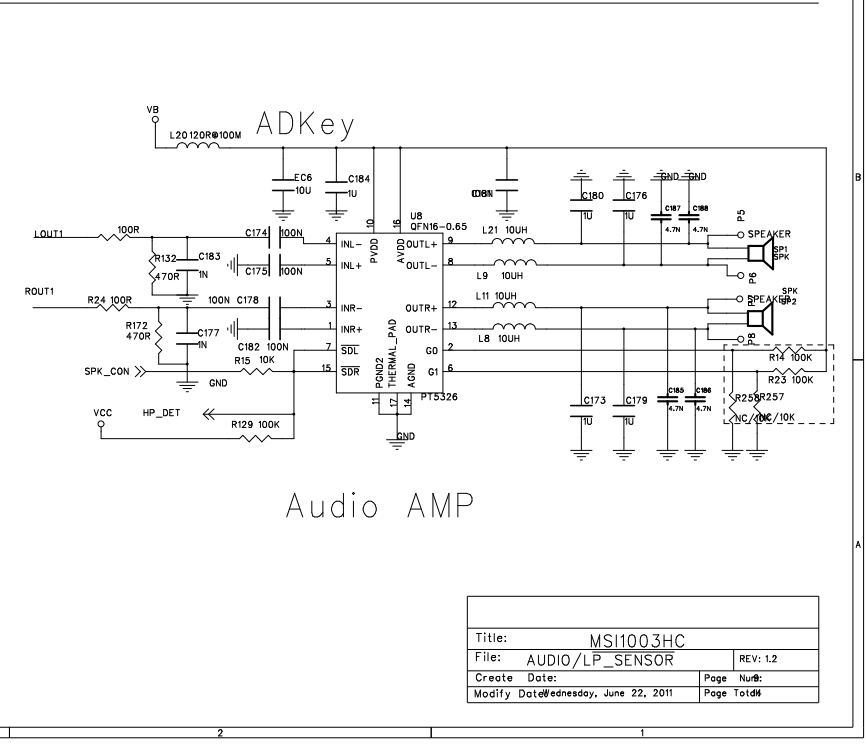 VB
L20 120R@100M
ADKey
B
EC6
10U
C184
1U
C180
1U
C176
1U
GND GND
C187
4.7N
C188
4.7N
P5
SPEAKER
SP1
SPK
P6
U8
QFN16-0.65
10
16
PVDD
AVDD
LOUT1
100R
C174
100N
4
INL-
OUTL+
9
L21 10UH
R132
470R
C183
1N
C175
100N
5
INL+
OUTL-
8
L9 10UH
ROUT1
R24 100R
100N C178
3
INR-
OUTR+
12
L11 10UH
SPK
SPEAKER
SP2
P8
R172
470R
C177
1N
C182 100N
1
INR+
OUTR-
13
L8 10UH
THERMAL_PAD
7
SDL
G0
2
R14 100K
SPK_CON
GND
R15 10K
15
SDR
PGND2
AGND
G1
6
R23 100K
11
17
14
PT5326
GND
VCC
HP_DET
R129 100K
C173
1U
C179
1U
C185
4.7N
C186
4.7N
R258
R257
NC/10K
Audio AMP
A
Title: MSI1003HC
File: AUDIO/LP_SENSOR
REV: 1.2
Create Date:
Page Num:
Modify Date: Wednesday, June 22, 2011
Page Total:
2
1